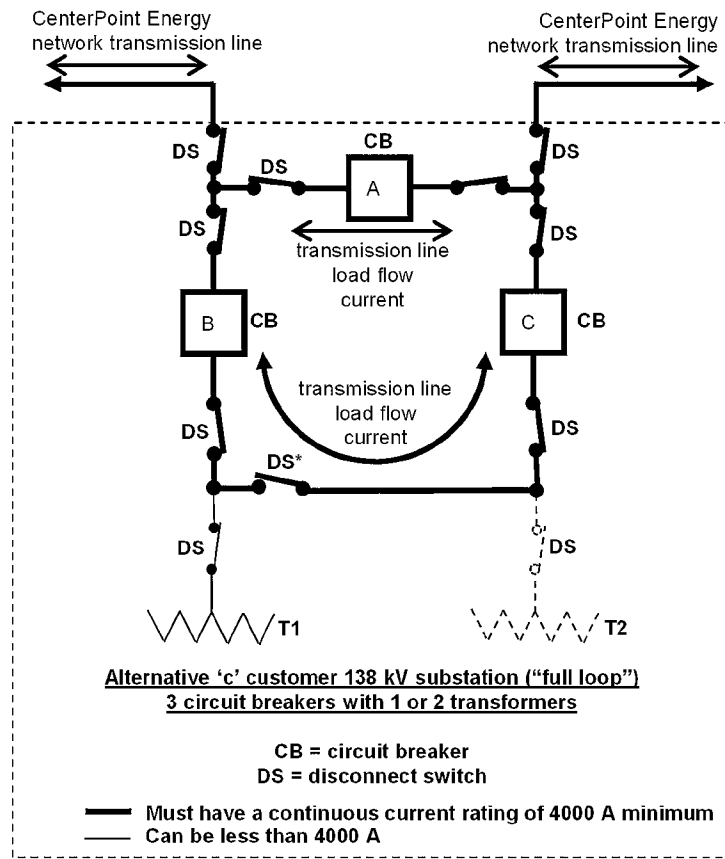 CenterPoint Energy
network transmission line
CenterPoint Energy
network transmission line
DS
DS
CB
A
DS
transmission line
load flow
current
DS
DS
B
CB
C
CB
transmission line
load flow
current
DS
DS
DS*
DS
DS
T1
T2
Alternative ‘c’ customer 138 kV substation (“full loop”)
3 circuit breakers with 1 or 2 transformers
CB = circuit breaker
DS = disconnect switch
Must have a continuous current rating of 4000 A minimum
Can be less than 4000 A